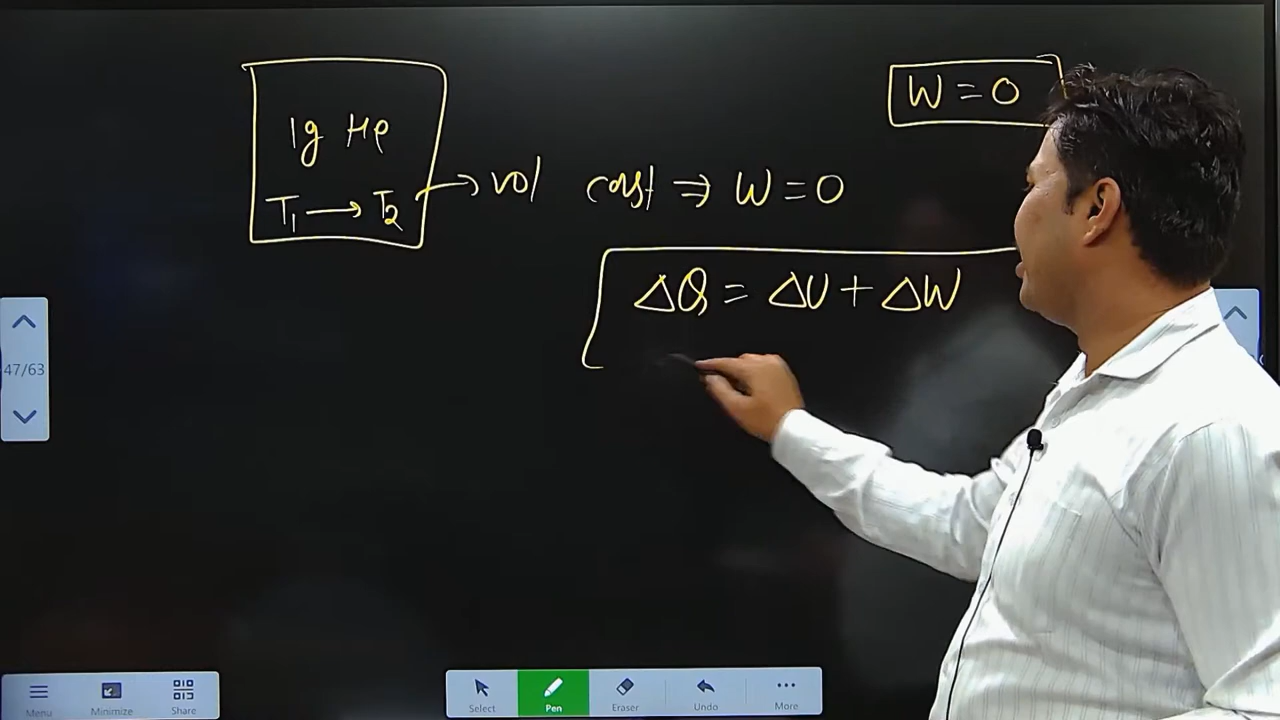 W = 0
1g He
T₁ → T₂ → vol const ⇒ W = 0
ΔQ = ΔU + ΔW
47/63
Menu Minimize Share Select Pen Eraser Undo More